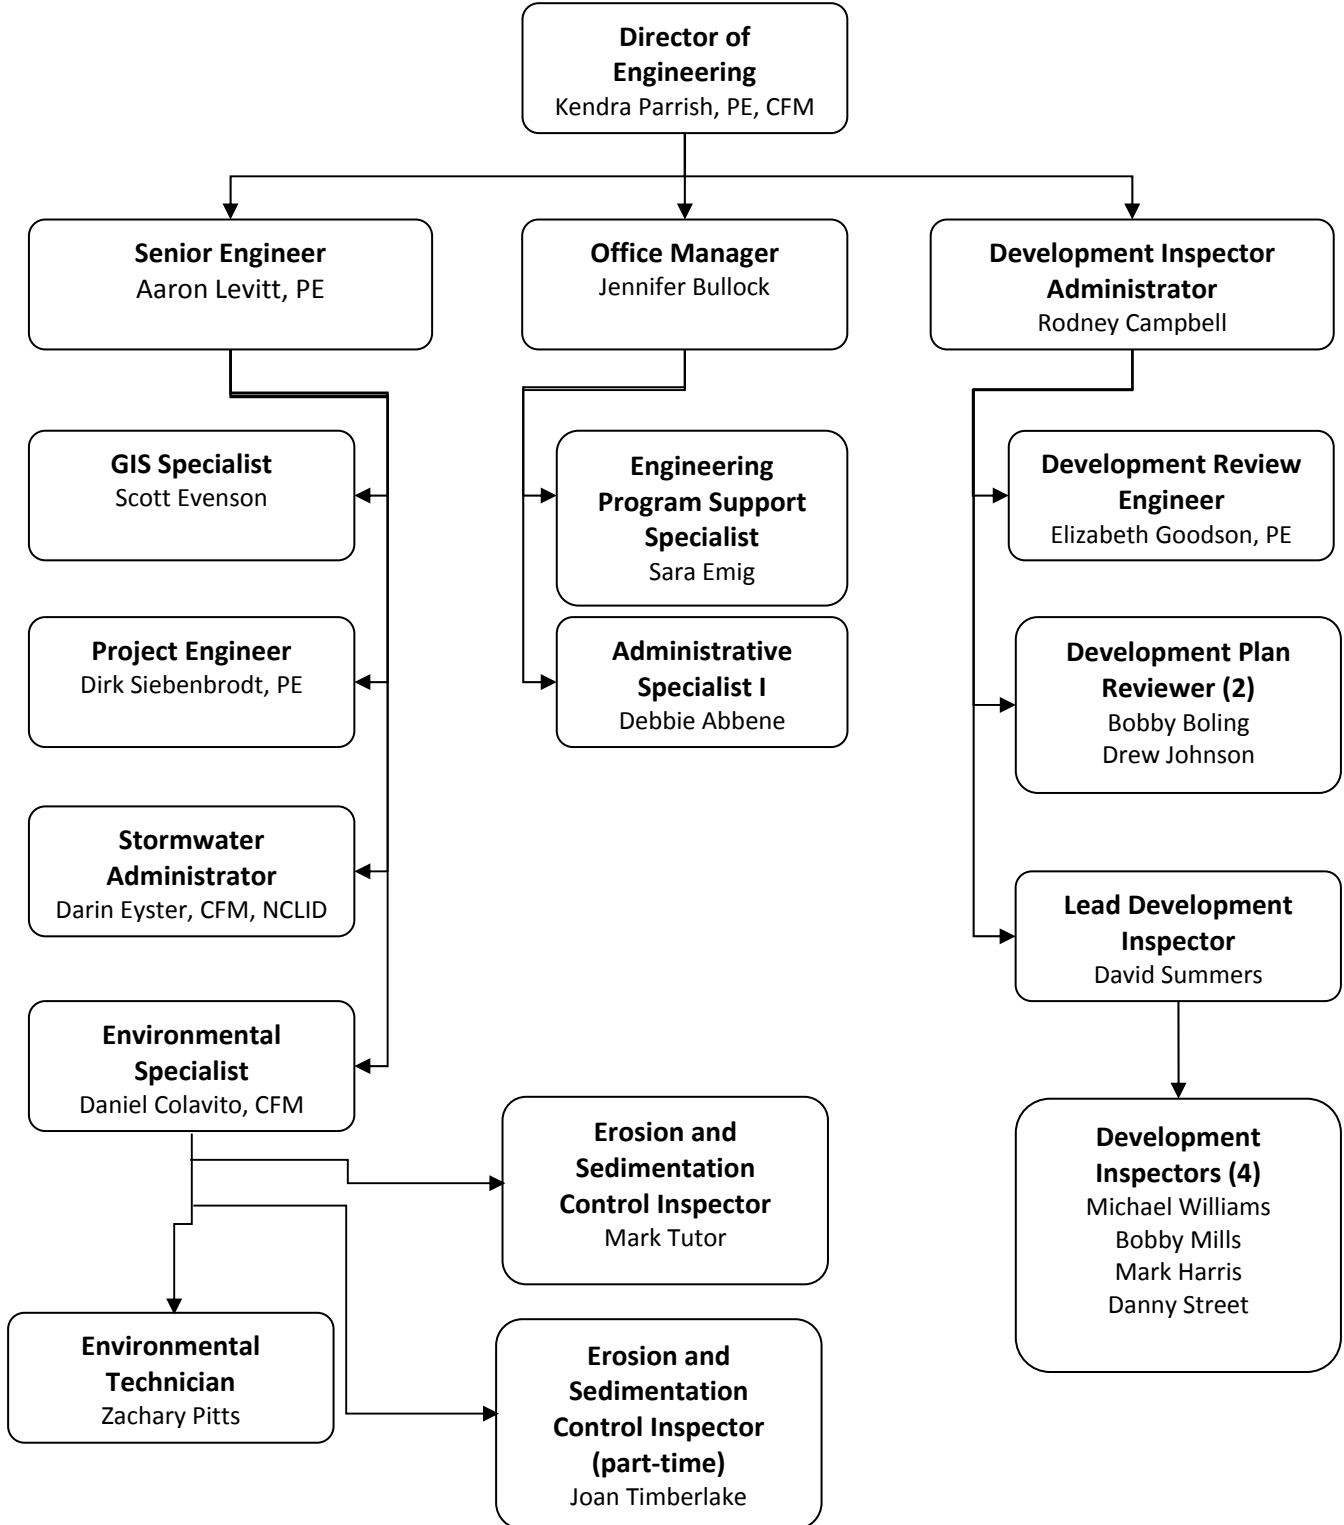 Director of
Engineering
Kendra Parrish, PE, CFM
Senior Engineer
Aaron Levitt, PE
Office Manager
Jennifer Bullock
Development Inspector
Administrator
Rodney Campbell
GIS Specialist
Scott Evenson
Engineering
Program Support
Specialist
Sara Emig
Development Review
Engineer
Elizabeth Goodson, PE
Project Engineer
Dirk Siebenbrodt, PE
Administrative
Specialist I
Debbie Abbene
Development Plan
Reviewer (2)
Bobby Boling
Drew Johnson
Stormwater
Administrator
Darin Eyster, CFM, NCLID
Lead Development
Inspector
David Summers
Environmental
Specialist
Daniel Colavito, CFM
Erosion and
Sedimentation
Control Inspector
Mark Tutor
Development
Inspectors (4)
Michael Williams
Bobby Mills
Mark Harris
Danny Street
Environmental
Technician
Zachary Pitts
Erosion and
Sedimentation
Control Inspector
(part-time)
Joan Timberlake